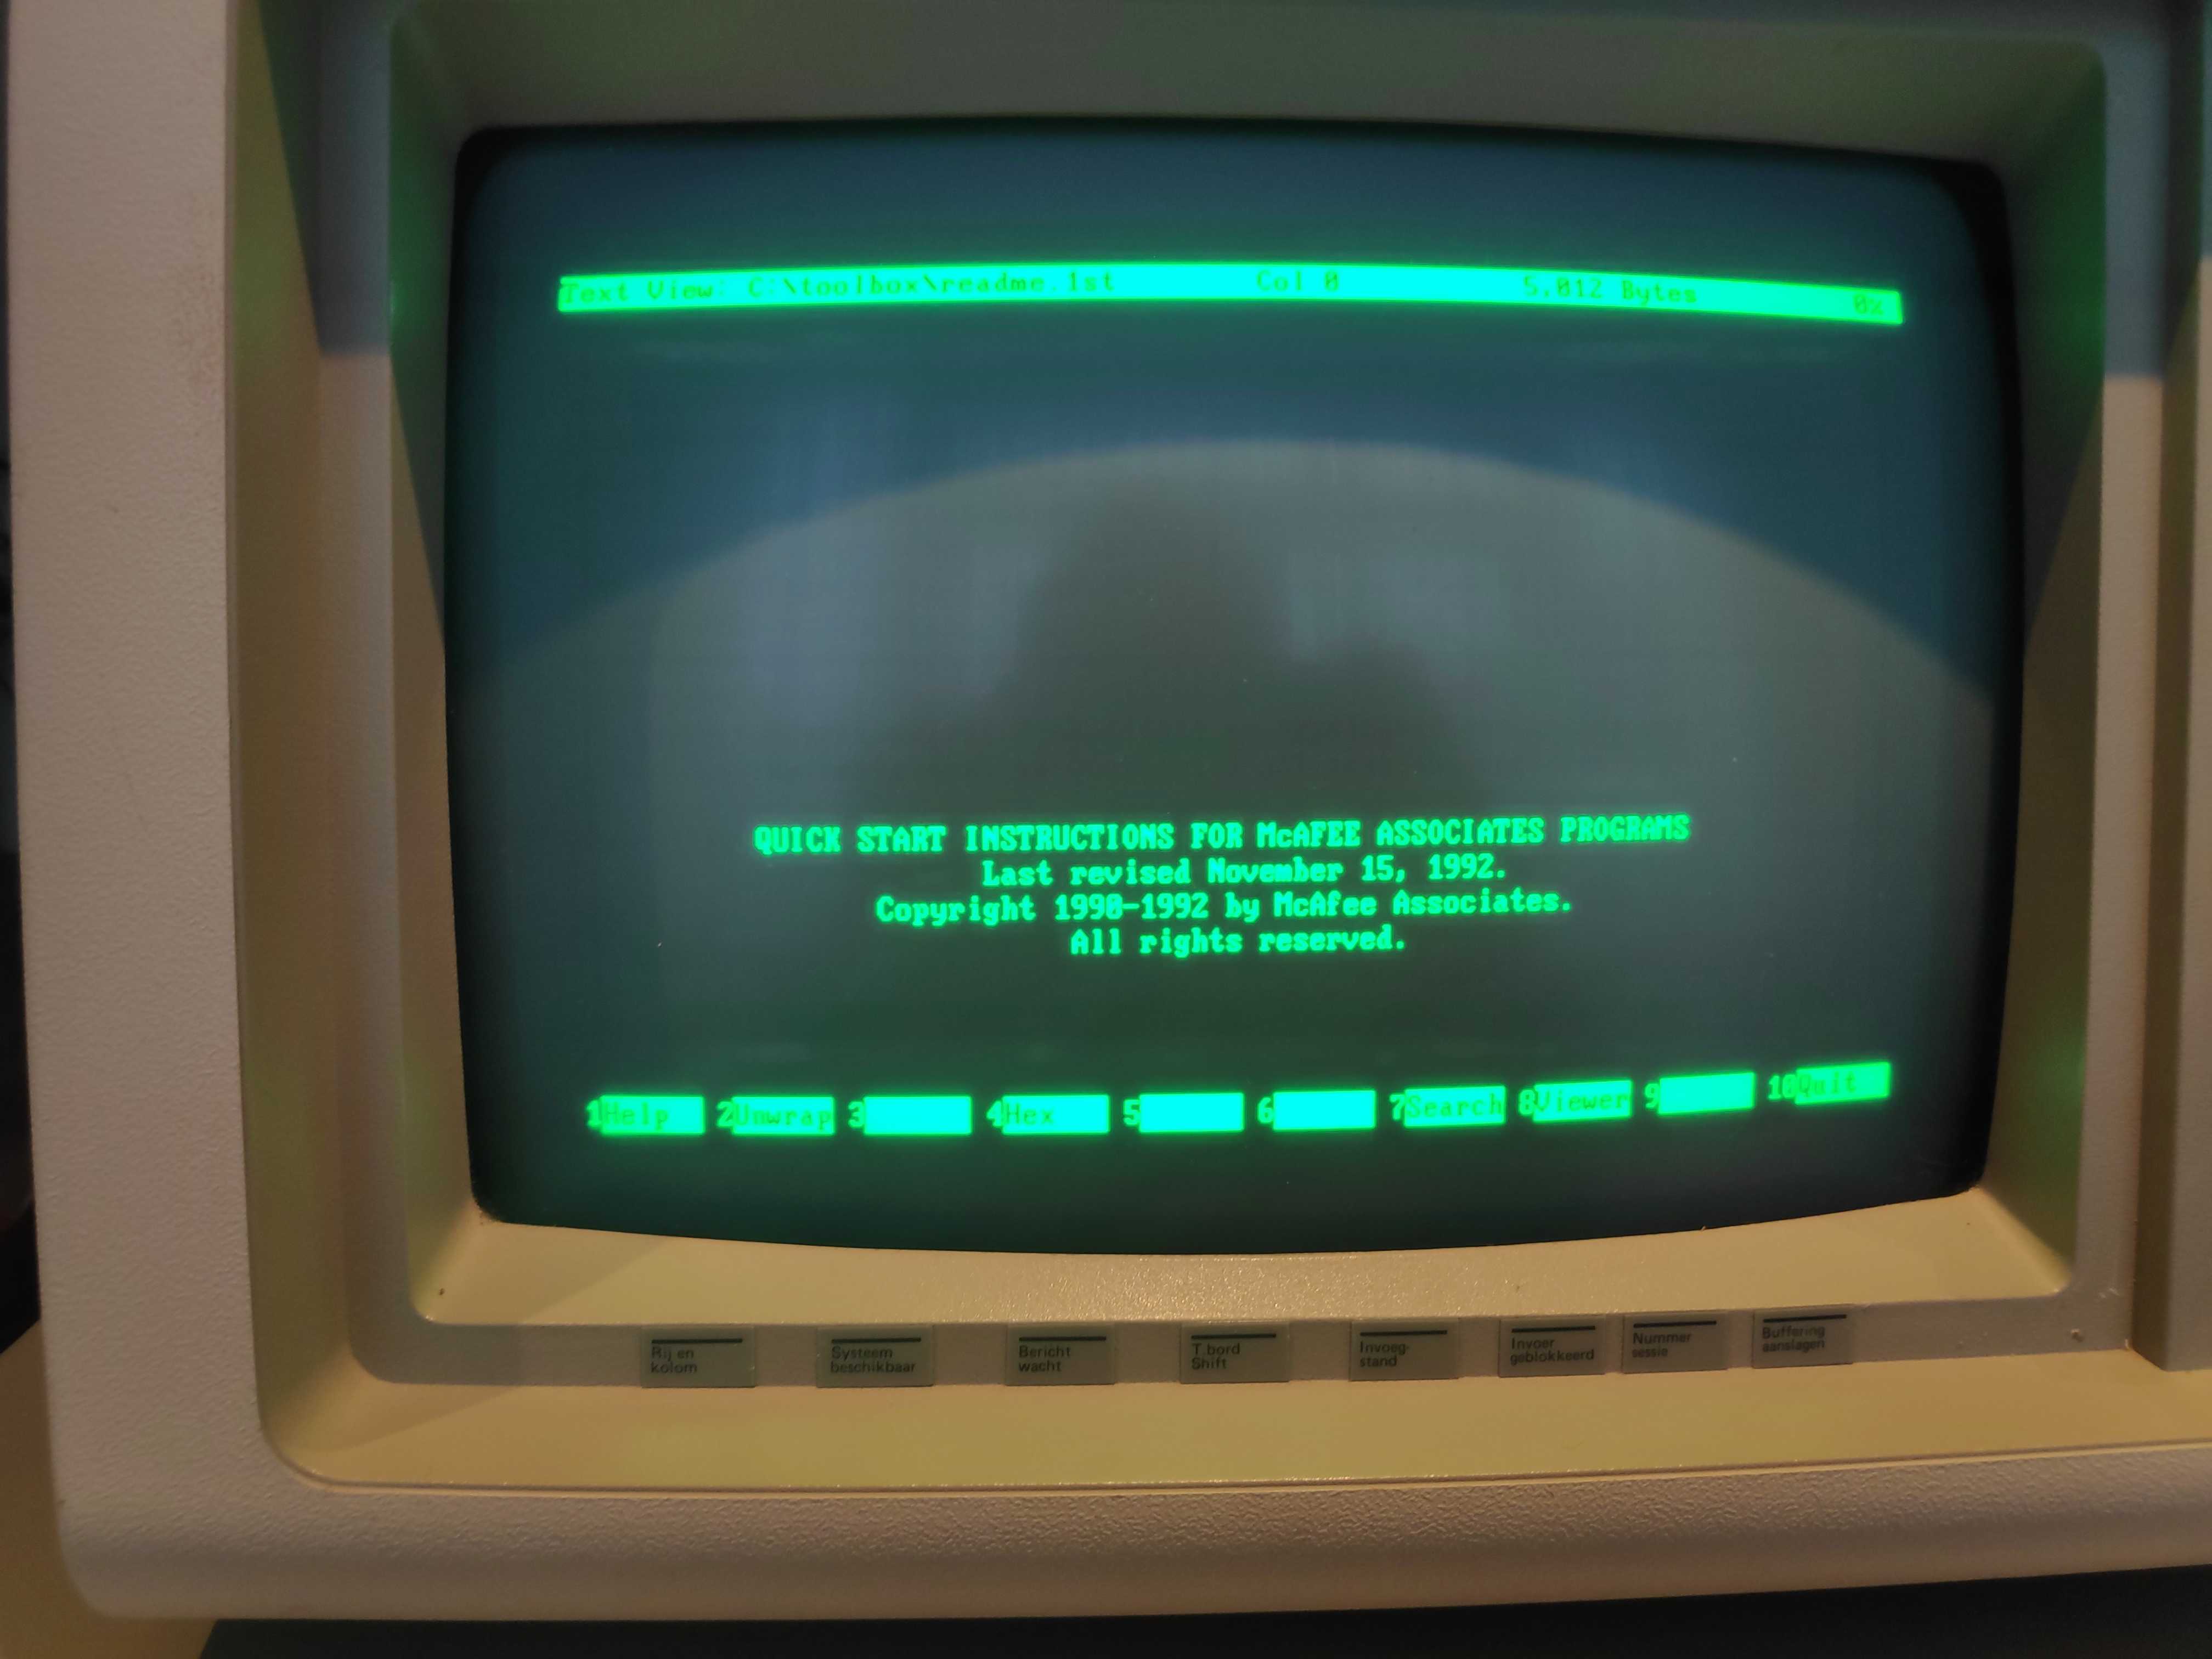 Text View: C:\toolbox\readme.1st Col 0 5,012 Bytes 0%
QUICK START INSTRUCTIONS FOR McAFEE ASSOCIATES PROGRAMS
Last revised November 15, 1992.
Copyright 1990-1992 by McAfee Associates.
All rights reserved.
1Help 2Unwrap 3 4Hex 5 6 7Search 8Viewer 9 10Quit
Rij en
kolom
Systeem
beschikbaar
Bericht
wacht
T.bord
Shift
Invoeg-
stand
Invoer
geblokkeerd
Nummer
sessie
Buffering
aanslagen